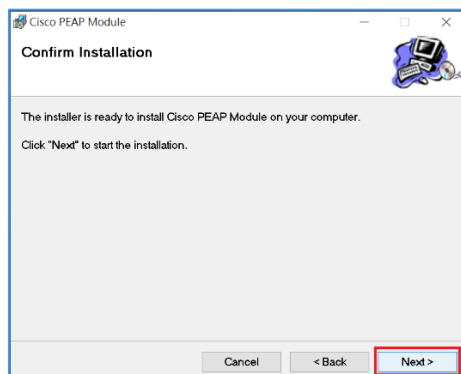 Cisco PEAP Module
Confirm Installation
The installer is ready to install Cisco PEAP Module on your computer.
Click "Next" to start the installation.
Cancel
< Back
Next >